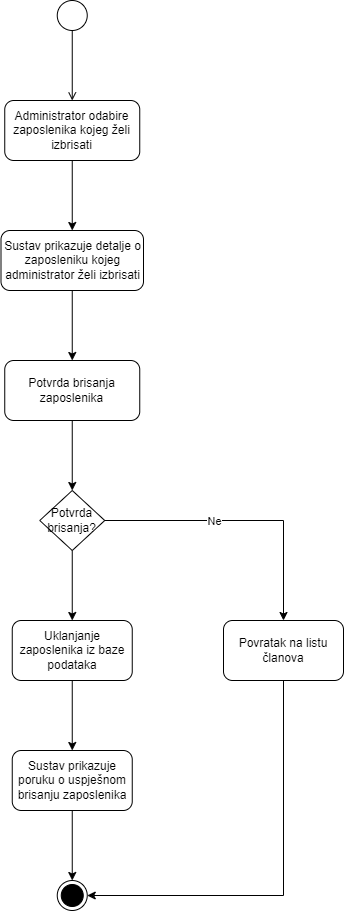 Administrator odabire
zaposlenika kojeg želi
izbrisati
Sustav prikazuje detalje o
zaposleniku kojeg
administrator želi izbrisati
Potvrda brisanja
zaposlenika
Potvrda
brisanja?
Ne
Uklanjanje
zaposlenika iz baze
podataka
Povratak na listu
članova
Sustav prikazuje
poruku o uspješnom
brisanju zaposlenika